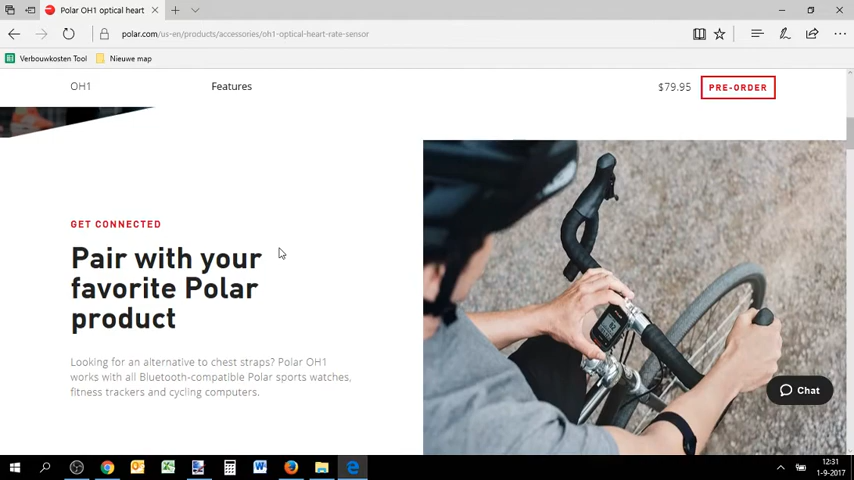 Polar OH1 optical heart
polar.com/us-en/products/accessories/oh1-optical-heart-rate-sensor
Verbouwkosten Tool
Nieuwe map
OH1
Features
$79.95
PRE-ORDER
GET CONNECTED
Pair with your
favorite Polar
product
Looking for an alternative to chest straps? Polar OH1
works with all Bluetooth-compatible Polar sports watches,
fitness trackers and cycling computers.
Chat
12:31
1-9-2017